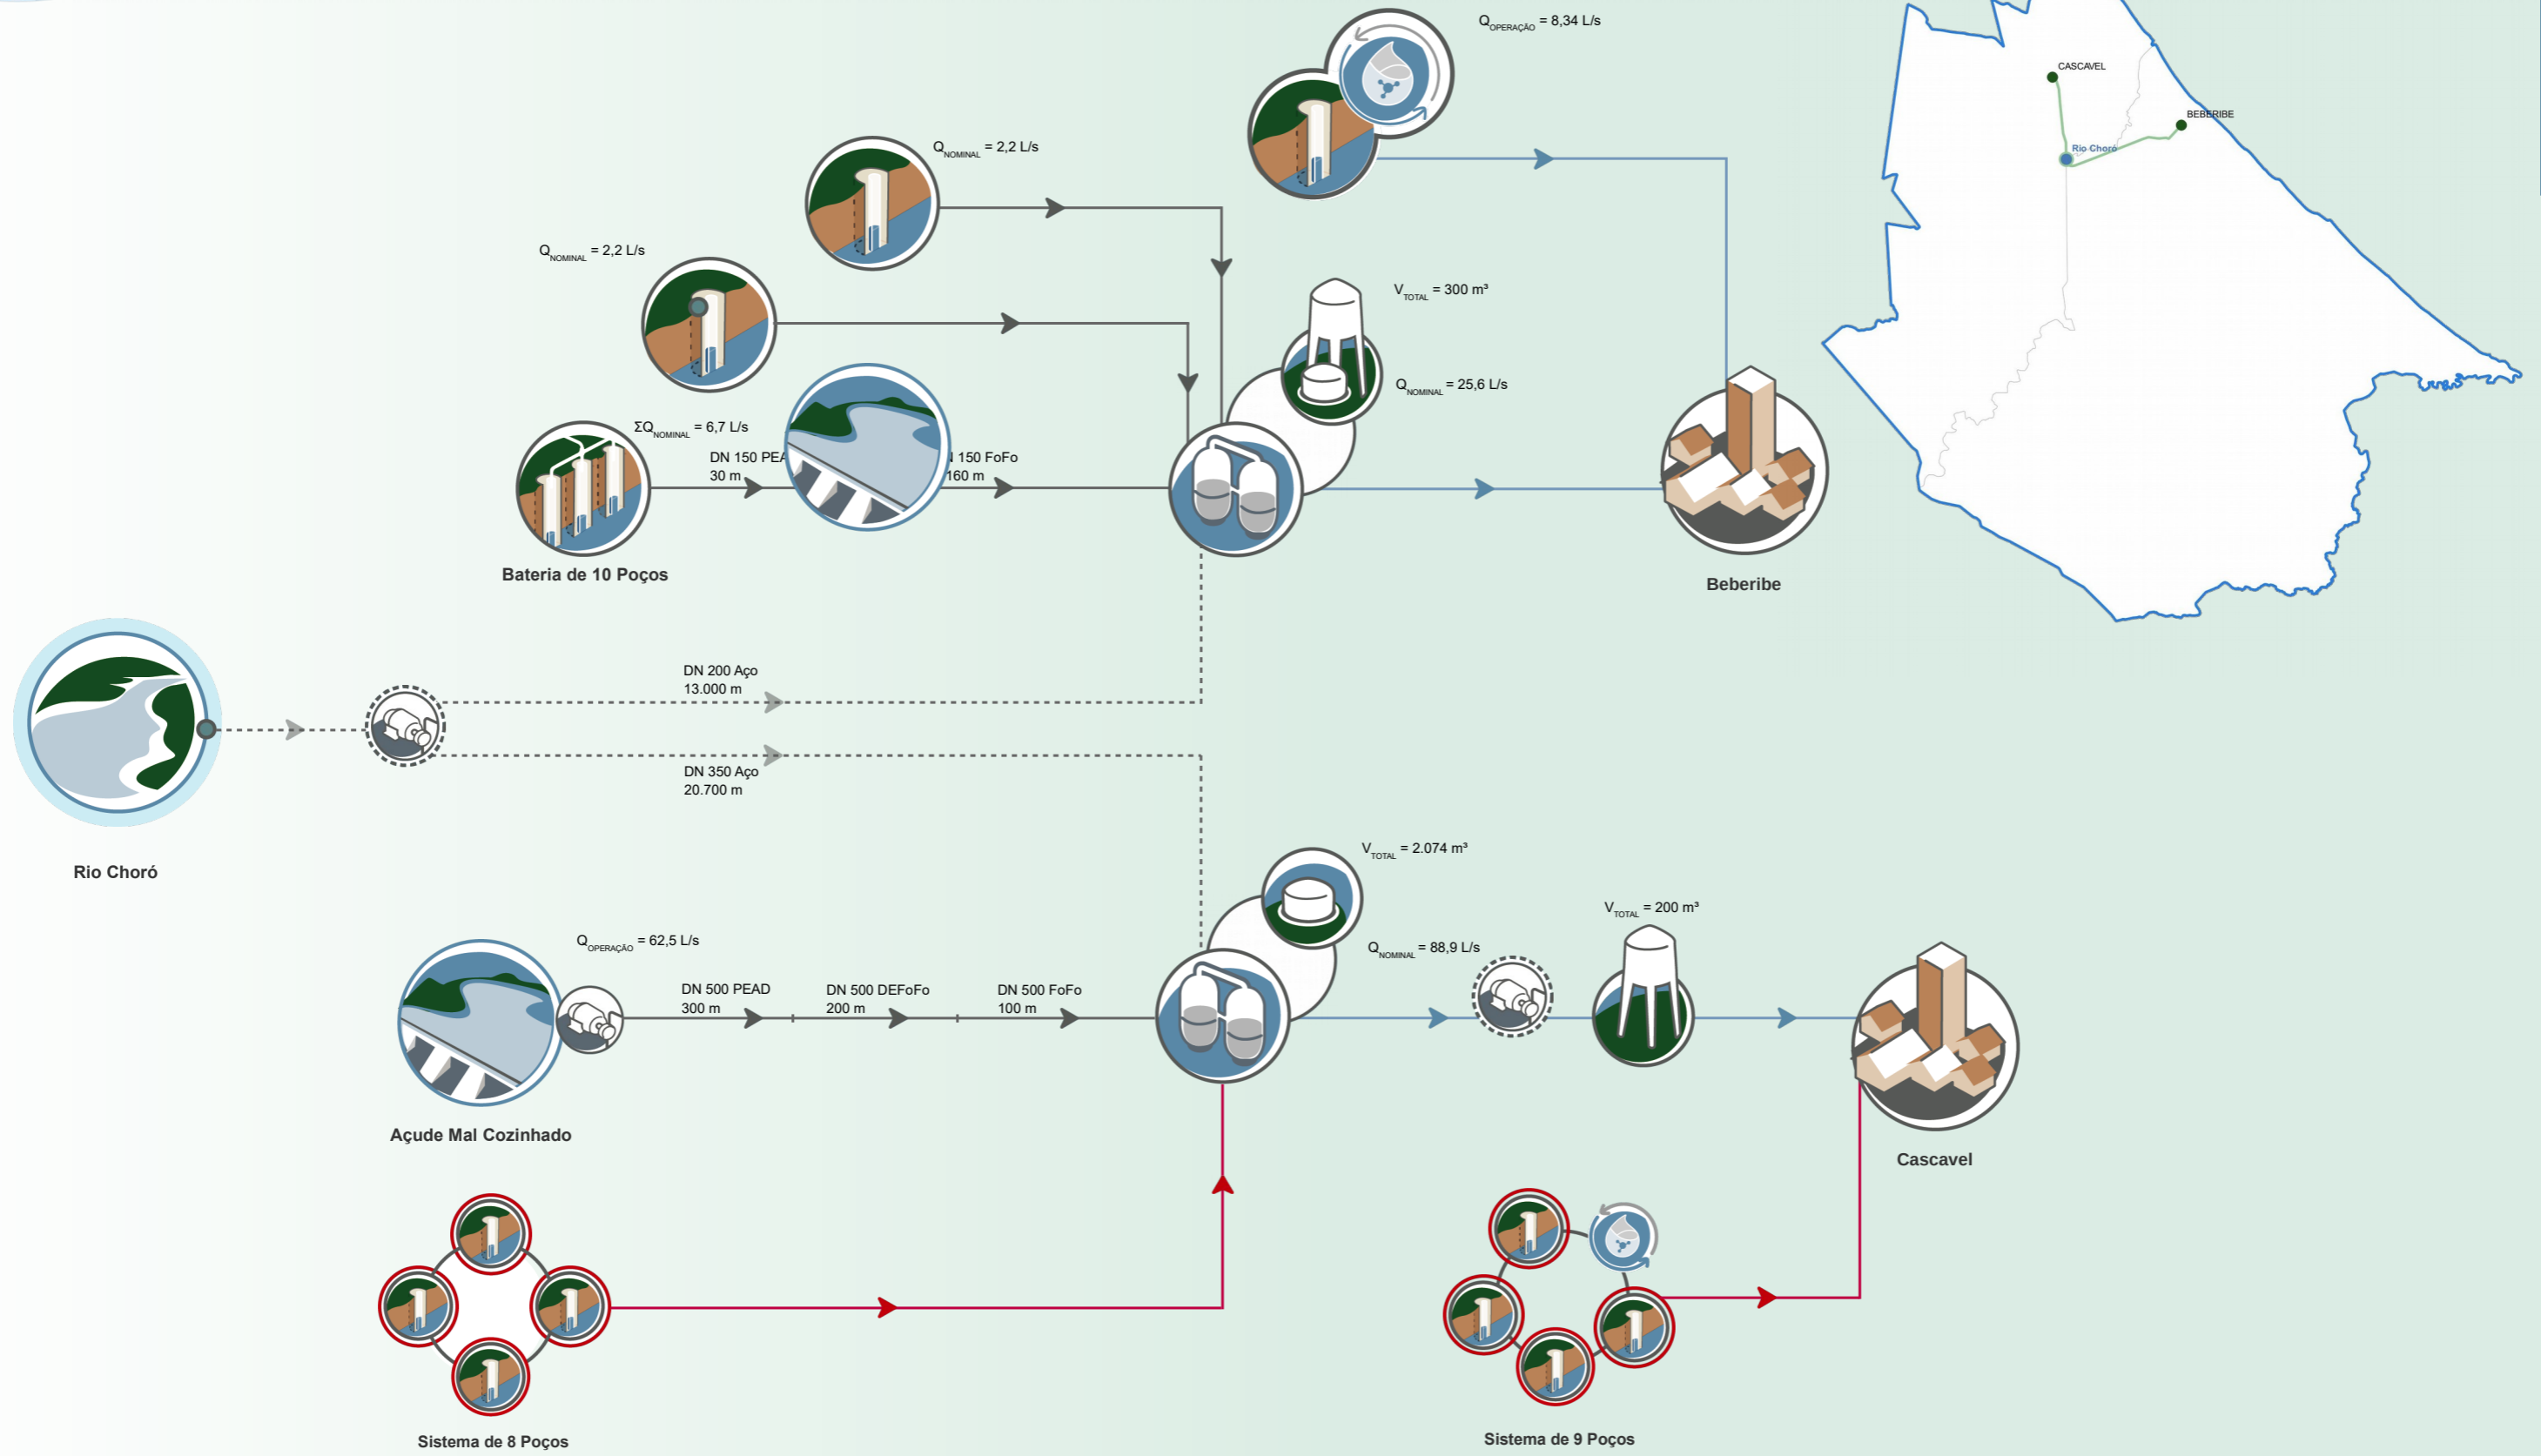 Q OPERAÇÃO = 8,34 L/s
CASCAVEL
BEBERIBE
Rio Choró
Q NOMINAL = 2,2 L/s
Q NOMINAL = 2,2 L/s
V TOTAL = 300 m³
Q NOMINAL = 25,6 L/s
ΣQ NOMINAL = 6,7 L/s
DN 150 PEA
30 m
150 FoFo
160 m
Bateria de 10 Poços
Beberibe
DN 200 Aço
13.000 m
DN 350 Aço
20.700 m
Rio Choró
V TOTAL = 2.074 m³
Q NOMINAL = 88,9 L/s
V TOTAL = 200 m³
Q OPERAÇÃO = 62,5 L/s
DN 500 PEAD
300 m
DN 500 DEFoFo
200 m
DN 500 FoFo
100 m
Açude Mal Cozinhado
Cascavel
Sistema de 8 Poços
Sistema de 9 Poços